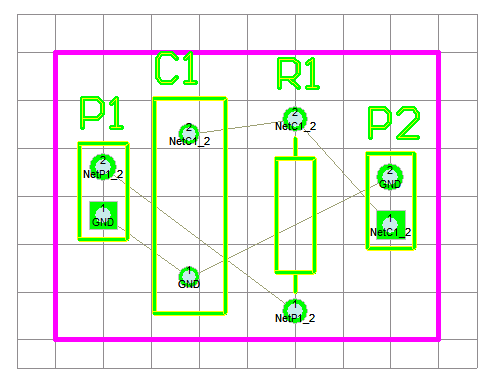 P1
2
NetP1_2
1
GND
C1
2
NetC1_2
1
GND
R1
2
NetC1_2
1
NetP1_2
P2
2
GND
1
NetC1_2